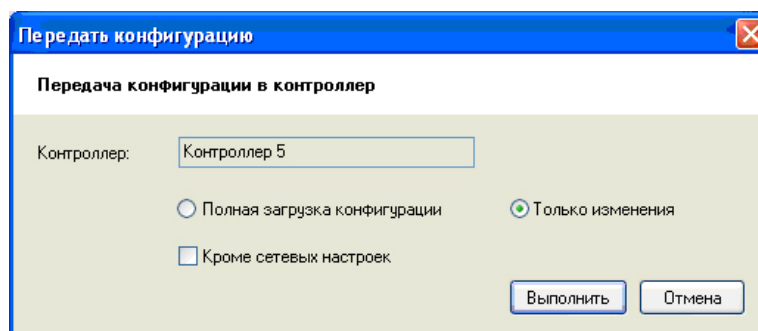 Передать конфигурацию
Передача конфигурации в контроллер
Контроллер: Контроллер 5
Полная загрузка конфигурации Только изменения
Кроме сетевых настроек
Выполнить Отмена